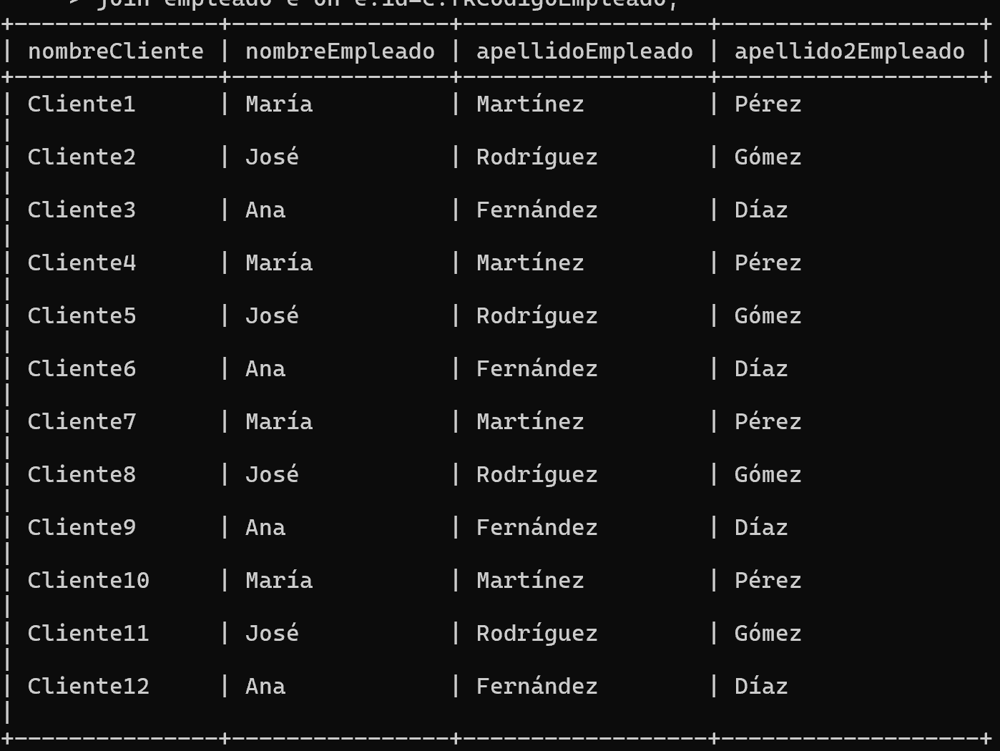 > join empleado e on e.id=c.fkCodigoEmpleado;
+---------------+----------------+------------------+-------------------+
| nombreCliente | nombreEmpleado | apellidoEmpleado | apellido2Empleado |
+---------------+----------------+------------------+-------------------+
| Cliente1      | María          | Martínez         | Pérez
|
| Cliente2      | José           | Rodríguez        | Gómez
|
| Cliente3      | Ana            | Fernández        | Díaz
|
| Cliente4      | María          | Martínez         | Pérez
|
| Cliente5      | José           | Rodríguez        | Gómez
|
| Cliente6      | Ana            | Fernández        | Díaz
|
| Cliente7      | María          | Martínez         | Pérez
|
| Cliente8      | José           | Rodríguez        | Gómez
|
| Cliente9      | Ana            | Fernández        | Díaz
|
| Cliente10     | María          | Martínez         | Pérez
|
| Cliente11     | José           | Rodríguez        | Gómez
|
| Cliente12     | Ana            | Fernández        | Díaz
|
+---------------+----------------+------------------+-------------------+